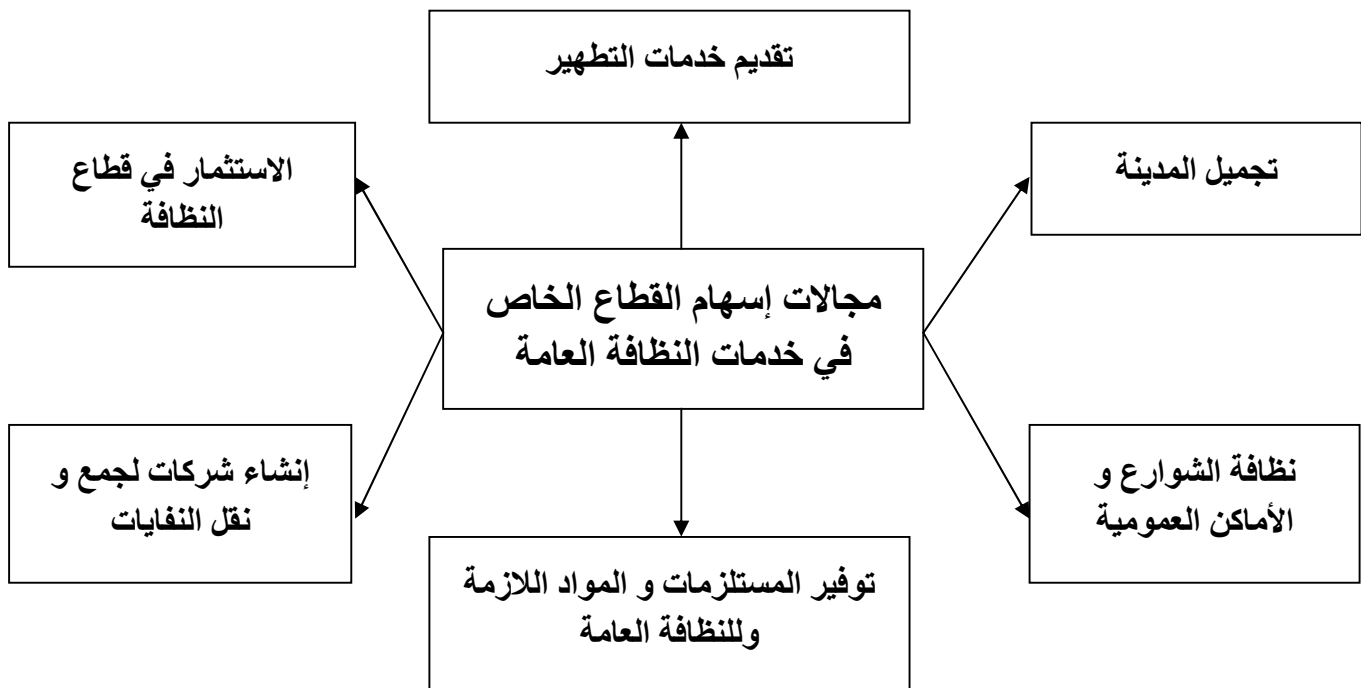 تقديم خدمات التطهير
تجميل المدينة
الاستثمار في قطاع
النظافة
مجالات إسهام القطاع الخاص
في خدمات النظافة العامة
نظافة الشوارع و
الأماكن العمومية
إنشاء شركات لجمع و
نقل النفايات
توفير المستلزمات و المواد اللازمة
وللنظافة العامة